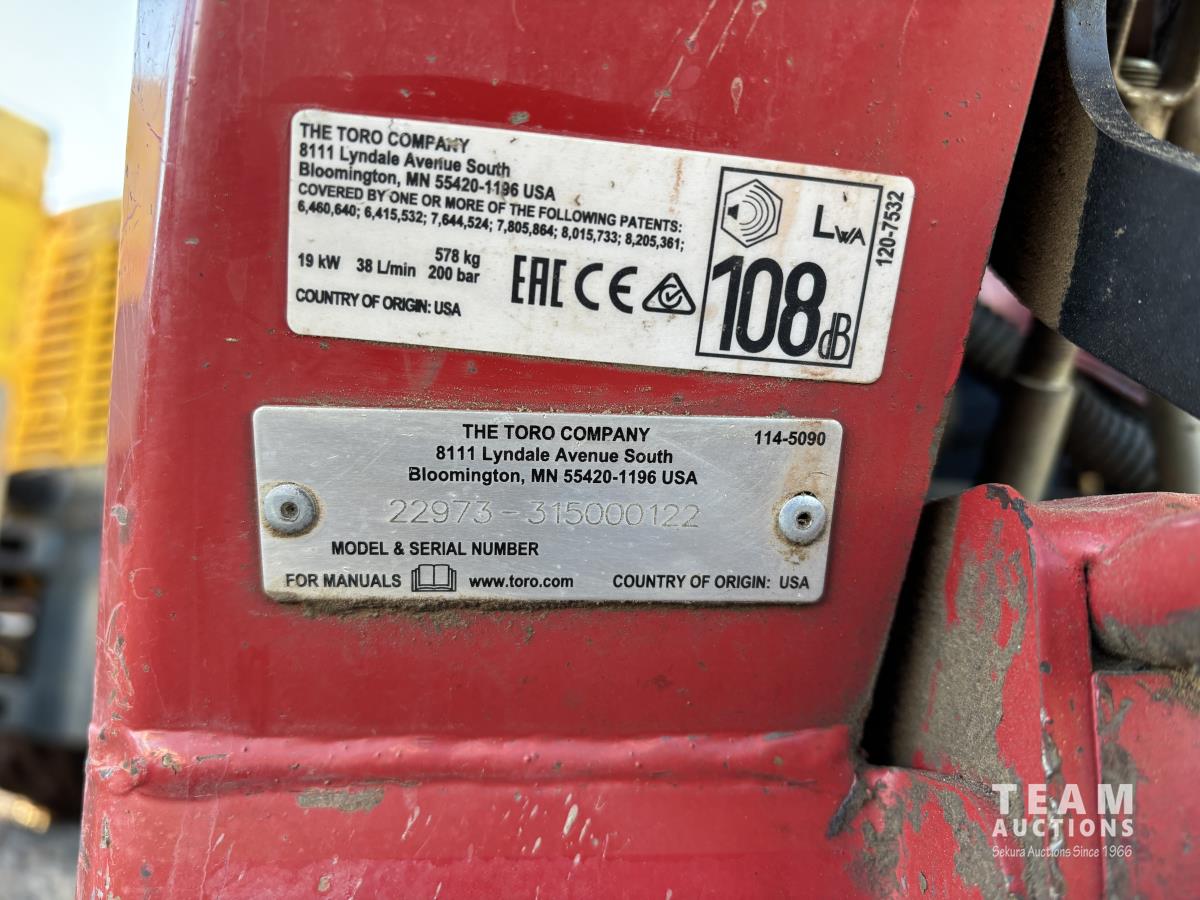 THE TORO COMPANY
8111 Lyndale Avenue South
Bloomington, MN 55420-1196 USA
COVERED BY ONE OR MORE OF THE FOLLOWING PATENTS:
6,460,640; 6,415,532; 7,644,524; 7,805,864; 8,015,733; 8,205,361;
578 kg
19 kW 38 L/min 200 bar
COUNTRY OF ORIGIN: USA
EAC CE
LWA
108dB
120-7532
THE TORO COMPANY 114-5090
8111 Lyndale Avenue South
Bloomington, MN 55420-1196 USA
22973-315000122
MODEL & SERIAL NUMBER
FOR MANUALS www.toro.com COUNTRY OF ORIGIN: USA
TEAM
AUCTIONS
Sekura Auctions Since 1966